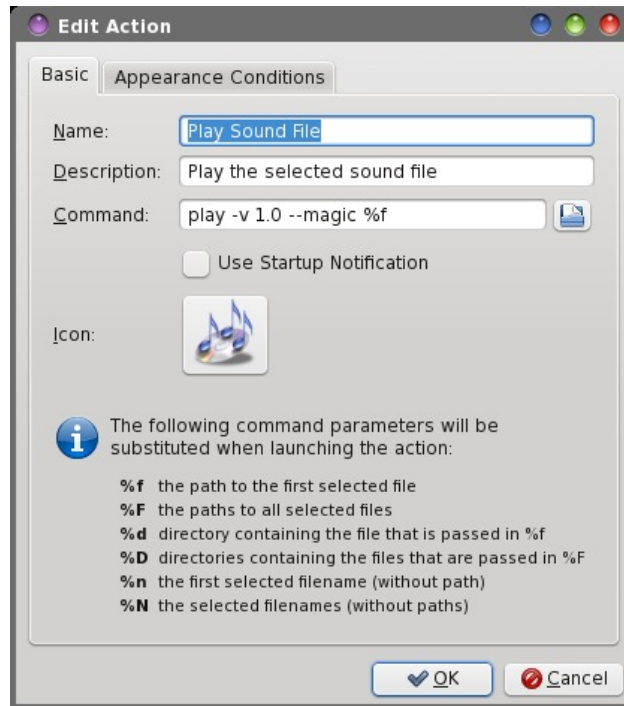 Edit Action
Basic
Appearance Conditions
Name:
Play Sound File
Description:
Play the selected sound file
Command:
play -v 1.0 --magic %f
Use Startup Notification
Icon:
The following command parameters will be
substituted when launching the action:
%f the path to the first selected file
%F the paths to all selected files
%d directory containing the file that is passed in %f
%D directories containing the files that are passed in %F
%n the first selected filename (without path)
%N the selected filenames (without paths)
OK
Cancel